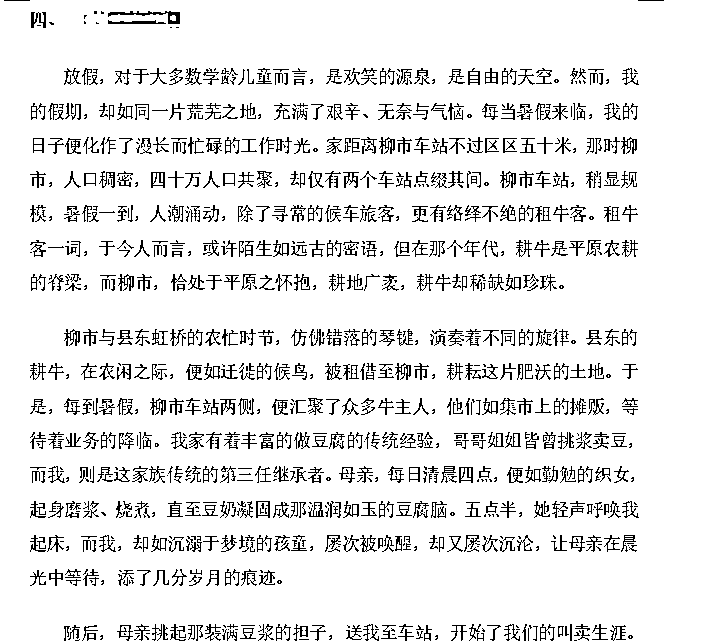 四、
放假，对于大多数学龄儿童而言，是欢笑的源泉，是自由的天空。然而，我
的假期，却如同一片荒芜之地，充满了艰辛、无奈与气恼。每当暑假来临，我的
日子便化作了漫长而忙碌的工作时光。家距离柳市车站不过区区五十米，那时柳
市，人口稠密，四十万人口共聚，却仅有两个车站点缀其间。柳市车站，稍显规
模，暑假一到，人潮涌动，除了寻常的候车旅客，更有络绎不绝的租牛客。租牛
客一词，于今人而言，或许陌生如远古的密语，但在那个年代，耕牛是平原农耕
的脊梁，而柳市，恰处于平原之怀抱，耕地广袤，耕牛却稀缺如珍珠。
柳市与县东虹桥的农忙时节，仿佛错落的琴键，演奏着不同的旋律。县东的
耕牛，在农闲之际，便如迁徙的候鸟，被租借至柳市，耕耘这片肥沃的土地。于
是，每到暑假，柳市车站两侧，便汇聚了众多牛主人，他们如集市上的摊贩，等
待着业务的降临。我家有着丰富的做豆腐的传统经验，哥哥姐姐皆曾挑浆卖豆，
而我，则是这家族传统的第三任继承者。母亲，每日清晨四点，便如勤勉的织女，
起身磨浆、烧煮，直至豆奶凝固成那温润如玉的豆腐脑。五点半，她轻声呼唤我
起床，而我，却如沉溺于梦境的孩童，屡次被唤醒，却又屡次沉沦，让母亲在晨
光中等待，添了几分岁月的痕迹。
随后，母亲挑起那装满豆浆的担子，送我至车站，开始了我们的叫卖生涯。